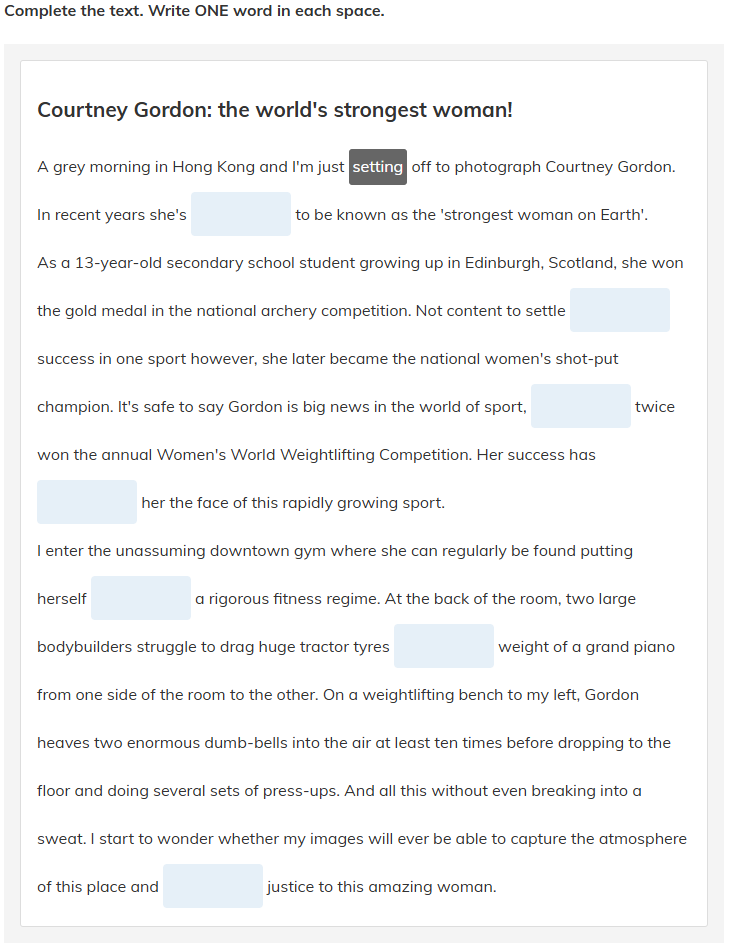 Complete the text. Write ONE word in each space.
Courtney Gordon: the world's strongest woman!
A grey morning in Hong Kong and I'm just setting off to photograph Courtney Gordon.
In recent years she's to be known as the 'strongest woman on Earth'.
As a 13-year-old secondary school student growing up in Edinburgh, Scotland, she won
the gold medal in the national archery competition. Not content to settle
success in one sport however, she later became the national women's shot-put
champion. It's safe to say Gordon is big news in the world of sport, twice
won the annual Women's World Weightlifting Competition. Her success has
her the face of this rapidly growing sport.
I enter the unassuming downtown gym where she can regularly be found putting
herself a rigorous fitness regime. At the back of the room, two large
bodybuilders struggle to drag huge tractor tyres weight of a grand piano
from one side of the room to the other. On a weightlifting bench to my left, Gordon
heaves two enormous dumb-bells into the air at least ten times before dropping to the
floor and doing several sets of press-ups. And all this without even breaking into a
sweat. I start to wonder whether my images will ever be able to capture the atmosphere
of this place and justice to this amazing woman.